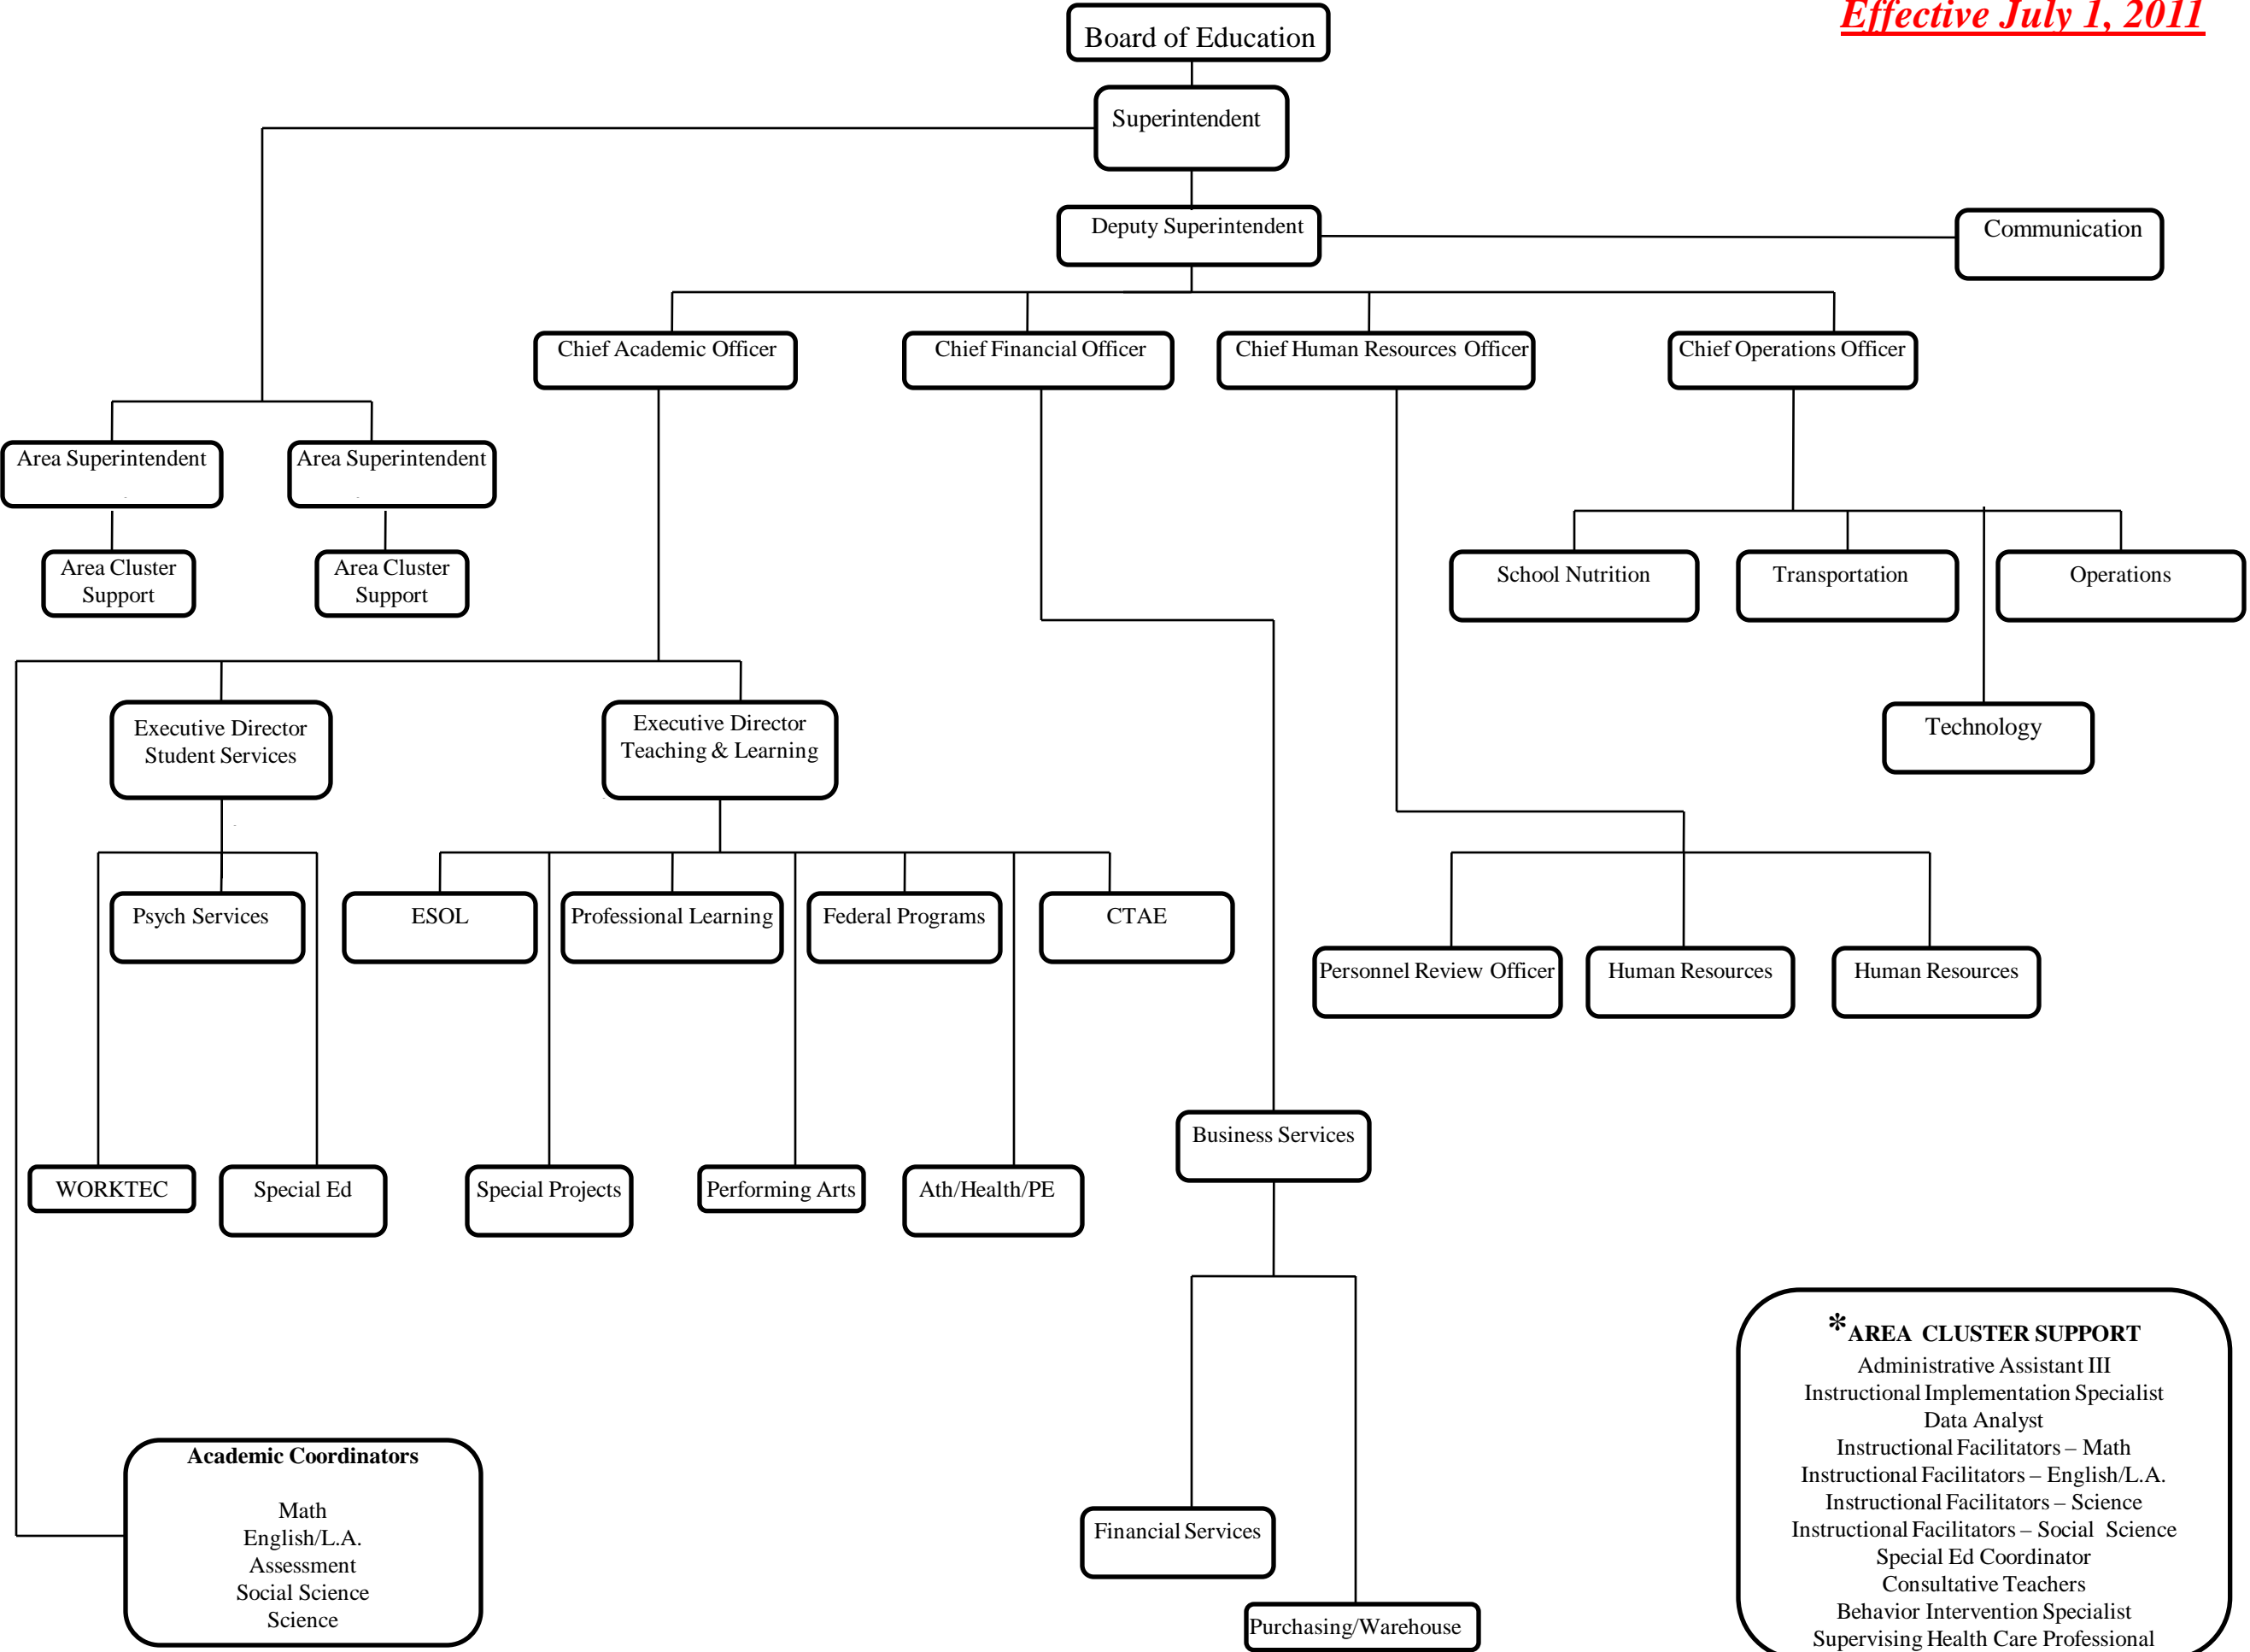 Effective July 1, 2011
Board of Education
Superintendent
Deputy Superintendent
Communication
Chief Academic Officer
Chief Financial Officer
Chief Human Resources Officer
Chief Operations Officer
Area Superintendent
Area Superintendent
Area Cluster
Support
Area Cluster
Support
School Nutrition
Transportation
Operations
Technology
Executive Director
Student Services
Executive Director
Teaching & Learning
Psych Services
ESOL
Professional Learning
Federal Programs
CTAE
Personnel Review Officer
Human Resources
Human Resources
Business Services
WORKTEC
Special Ed
Special Projects
Performing Arts
Ath/Health/PE
*AREA CLUSTER SUPPORT
Administrative Assistant III
Instructional Implementation Specialist
Data Analyst
Instructional Facilitators – Math
Instructional Facilitators – English/L.A.
Instructional Facilitators – Science
Instructional Facilitators – Social Science
Special Ed Coordinator
Consultative Teachers
Behavior Intervention Specialist
Supervising Health Care Professional
Academic Coordinators
Math
English/L.A.
Assessment
Social Science
Science
Financial Services
Purchasing/Warehouse